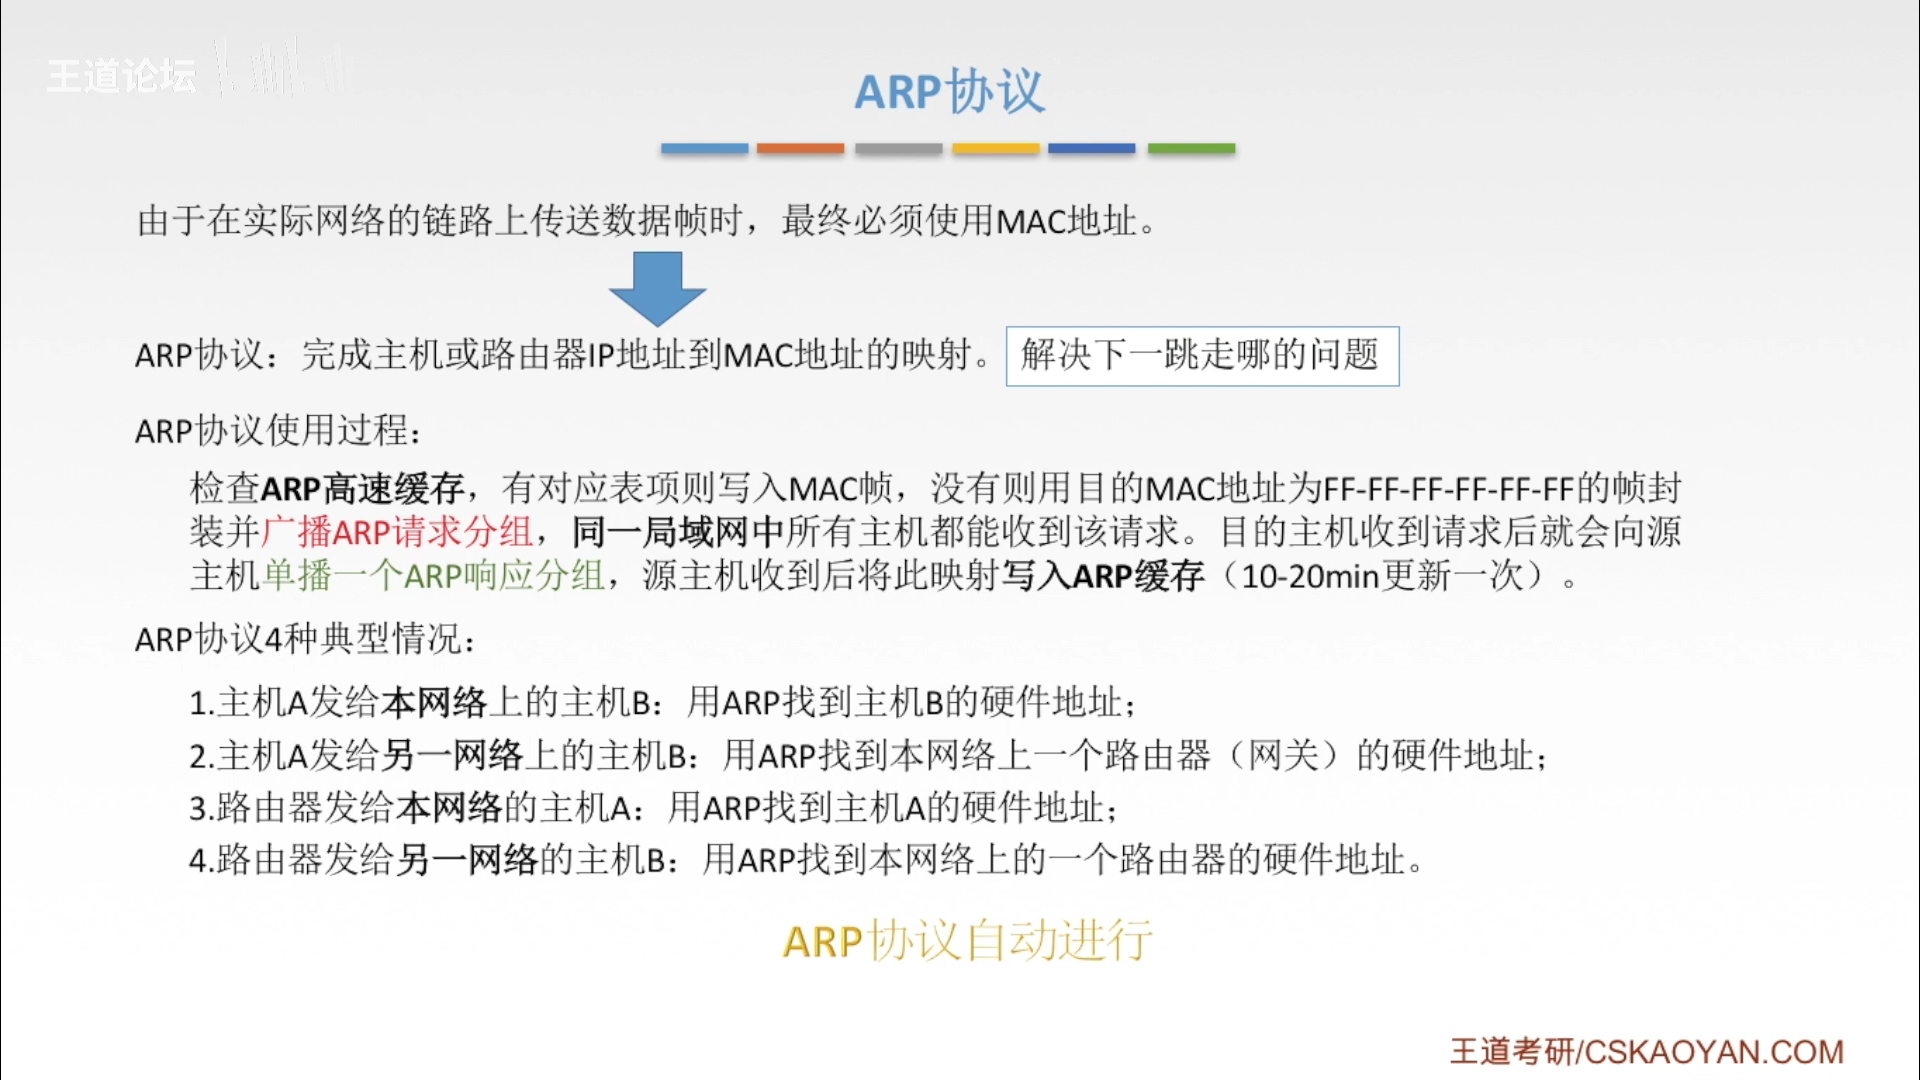 王道论坛
ARP协议
由于在实际网络的链路上传送数据帧时，最终必须使用MAC地址。
ARP协议：完成主机或路由器IP地址到MAC地址的映射。 解决下一跳走哪的问题
ARP协议使用过程：
检查ARP高速缓存，有对应表项则写入MAC帧，没有则用目的MAC地址为FF-FF-FF-FF-FF-FF的帧封
装并广播ARP请求分组，同一局域网中所有主机都能收到该请求。目的主机收到请求后就会向源
主机单播一个ARP响应分组，源主机收到后将此映射写入ARP缓存（10-20min更新一次）。
ARP协议4种典型情况：
1.主机A发给本网络上的主机B：用ARP找到主机B的硬件地址；
2.主机A发给另一网络上的主机B：用ARP找到本网络上一个路由器（网关）的硬件地址；
3.路由器发给本网络的主机A：用ARP找到主机A的硬件地址；
4.路由器发给另一网络的主机B：用ARP找到本网络上的一个路由器的硬件地址。
ARP协议自动进行
王道考研/CSKAOYAN.COM